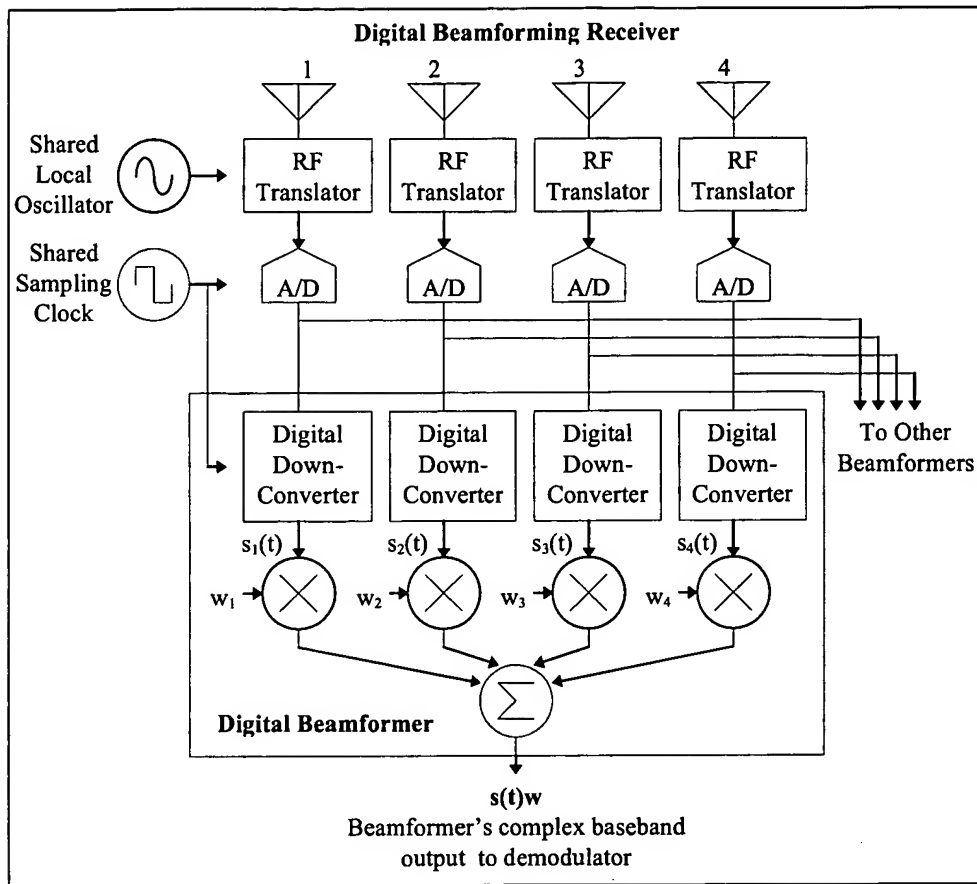 Digital Beamforming Receiver
1 2 3 4
Shared
Local
Oscillator
RF
Translator
RF
Translator
RF
Translator
RF
Translator
Shared
Sampling
Clock
A/D A/D A/D A/D
To Other
Beamformers
Digital
Down-
Converter
Digital
Down-
Converter
Digital
Down-
Converter
Digital
Down-
Converter
s₁(t) s₂(t) s₃(t) s₄(t)
w₁ w₂ w₃ w₄
Σ
Digital Beamformer
s(t)w
Beamformer's complex baseband
output to demodulator